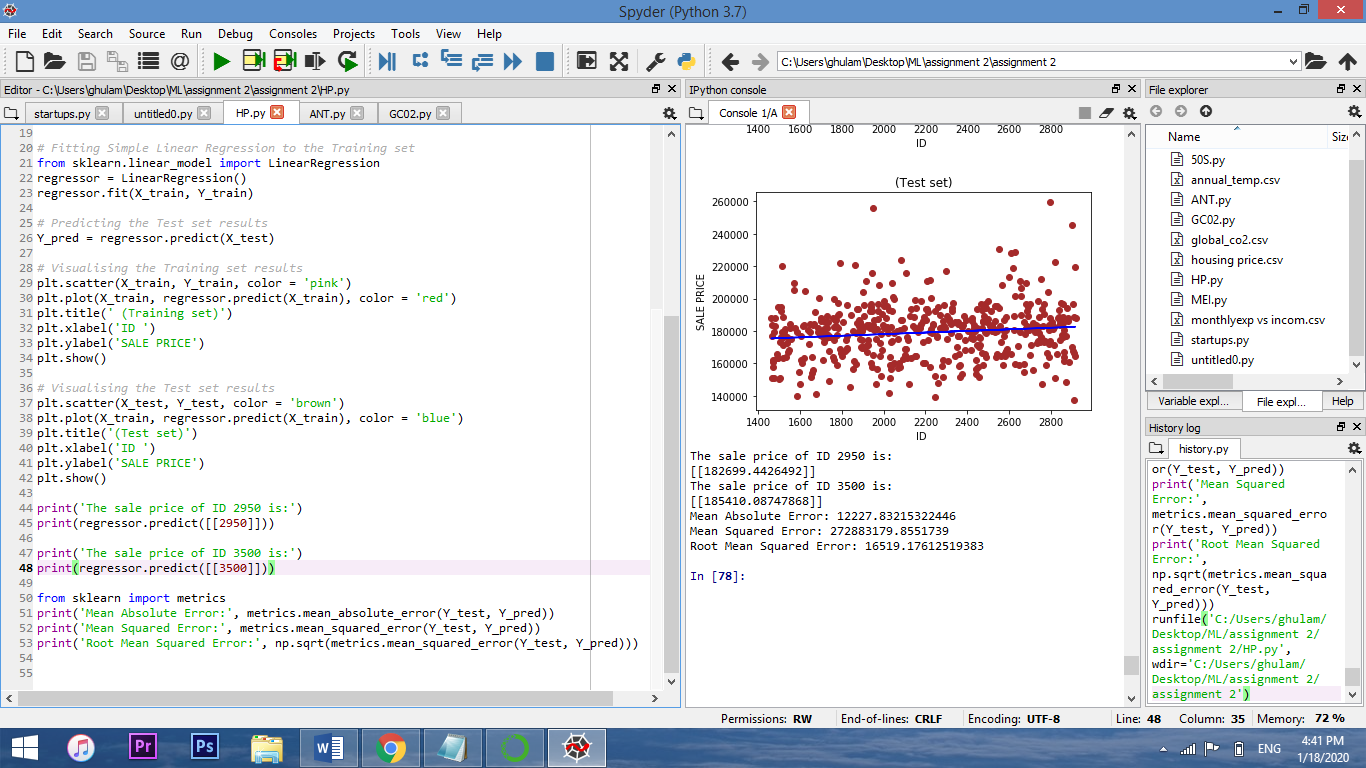 Spyder (Python 3.7)
File Edit Search Source Run Debug Consoles Projects Tools View Help
C:\Users\ghulam\Desktop\ML\assignment 2\assignment 2
Editor - C:\Users\ghulam\Desktop\ML\assignment 2\assignment 2\HP.py
startups.py untitled0.py HP.py ANT.py GC02.py
19
20 # Fitting Simple Linear Regression to the Training set
21 from sklearn.linear_model import LinearRegression
22 regressor = LinearRegression()
23 regressor.fit(X_train, Y_train)
24
25 # Predicting the Test set results
26 Y_pred = regressor.predict(X_test)
27
28 # Visualising the Training set results
29 plt.scatter(X_train, Y_train, color = 'pink')
30 plt.plot(X_train, regressor.predict(X_train), color = 'red')
31 plt.title(' (Training set)')
32 plt.xlabel('ID ')
33 plt.ylabel('SALE PRICE')
34 plt.show()
35
36 # Visualising the Test set results
37 plt.scatter(X_test, Y_test, color = 'brown')
38 plt.plot(X_train, regressor.predict(X_train), color = 'blue')
39 plt.title('(Test set)')
40 plt.xlabel('ID ')
41 plt.ylabel('SALE PRICE')
42 plt.show()
43
44 print('The sale price of ID 2950 is:')
45 print(regressor.predict([[2950]]))
46
47 print('The sale price of ID 3500 is:')
48 print(regressor.predict([[3500]]))
49
50 from sklearn import metrics
51 print('Mean Absolute Error:', metrics.mean_absolute_error(Y_test, Y_pred))
52 print('Mean Squared Error:', metrics.mean_squared_error(Y_test, Y_pred))
53 print('Root Mean Squared Error:', np.sqrt(metrics.mean_squared_error(Y_test, Y_pred)))
54
55
IPython console
Console 1/A
1400 1600 1800 2000 2200 2400 2600 2800
ID
(Test set)
260000
240000
220000
200000
180000
160000
140000
SALE PRICE
1400 1600 1800 2000 2200 2400 2600 2800
ID
The sale price of ID 2950 is:
[[182699.4426492]]
The sale price of ID 3500 is:
[[185410.08747868]]
Mean Absolute Error: 12227.83215322446
Mean Squared Error: 272883179.8551739
Root Mean Squared Error: 16519.17612519383
In [78]:
File explorer
Name Size
50S.py
annual_temp.csv
ANT.py
GC02.py
global_co2.csv
housing price.csv
HP.py
MEI.py
monthlyexp vs incom.csv
startups.py
untitled0.py
Variable expl... File expl... Help
History log
history.py
or(Y_test, Y_pred))
print('Mean Squared
Error:',
metrics.mean_squared_erro
r(Y_test, Y_pred))
print('Root Mean Squared
Error:',
np.sqrt(metrics.mean_squa
red_error(Y_test,
Y_pred)))
runfile('C:/Users/ghulam/
Desktop/ML/assignment 2/
assignment 2/HP.py',
wdir='C:/Users/ghulam/
Desktop/ML/assignment 2/
assignment 2')
Permissions: RW End-of-lines: CRLF Encoding: UTF-8 Line: 48 Column: 35 Memory: 72 %
Pr Ps ENG
4:41 PM
1/18/2020